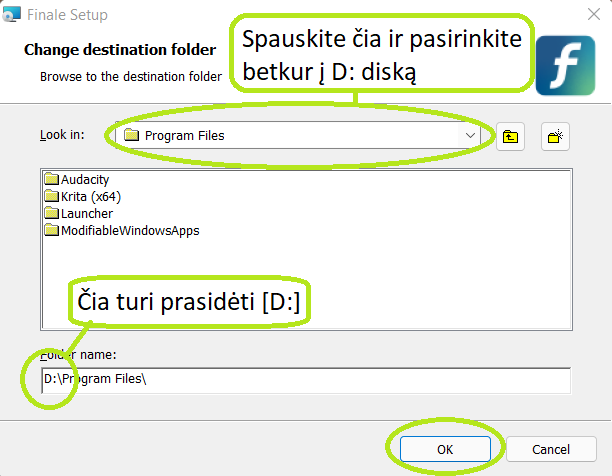 Finale Setup
Change destination folder
Browse to the destination folder
Spauskite čia ir pasirinkite
betkur į D: diską
Look in:
Program Files
Audacity
Krita (x64)
Launcher
ModifiableWindowsApps
Čia turi prasidėti [D:]
Folder name:
D:\Program Files\
OK
Cancel